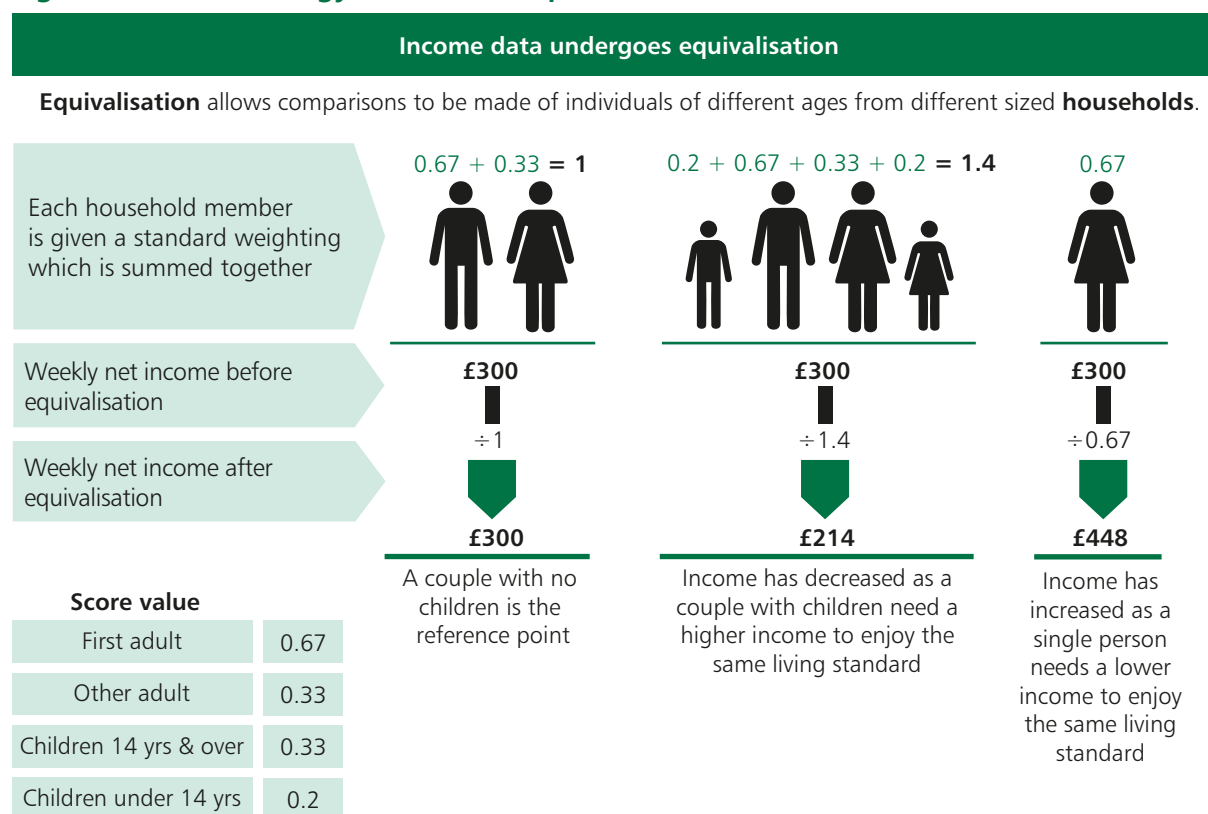 Income data undergoes equivalisation
Equivalisation allows comparisons to be made of individuals of different ages from different sized households.
Each household member
is given a standard weighting
which is summed together
0.67 + 0.33 = 1
0.2 + 0.67 + 0.33 + 0.2 = 1.4
0.67
Weekly net income before
equivalisation
£300
£300
£300
÷1
÷1.4
÷0.67
Weekly net income after
equivalisation
£300
£214
£448
A couple with no
children is the
reference point
Income has decreased as a
couple with children need a
higher income to enjoy the
same living standard
Income has
increased as a
single person
needs a lower
income to enjoy
the same living
standard
Score value
First adult 0.67
Other adult 0.33
Children 14 yrs & over 0.33
Children under 14 yrs 0.2